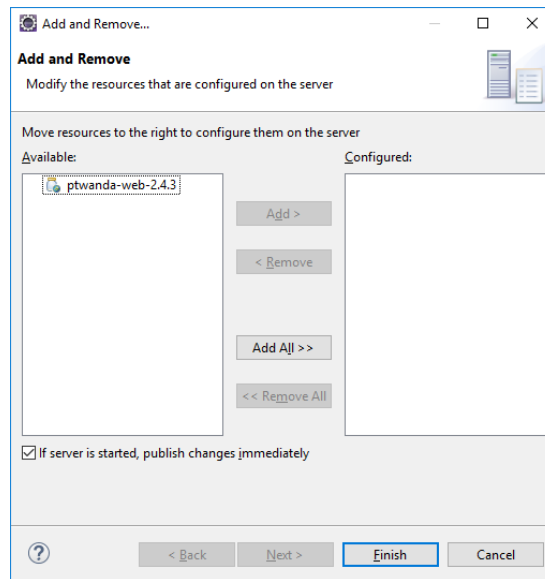 Add and Remove...
Add and Remove
Modify the resources that are configured on the server
Move resources to the right to configure them on the server
Available:
Configured:
ptwanda-web-2.4.3
Add >
< Remove
Add All >>
<< Remove All
If server is started, publish changes immediately
?
< Back
Next >
Finish
Cancel